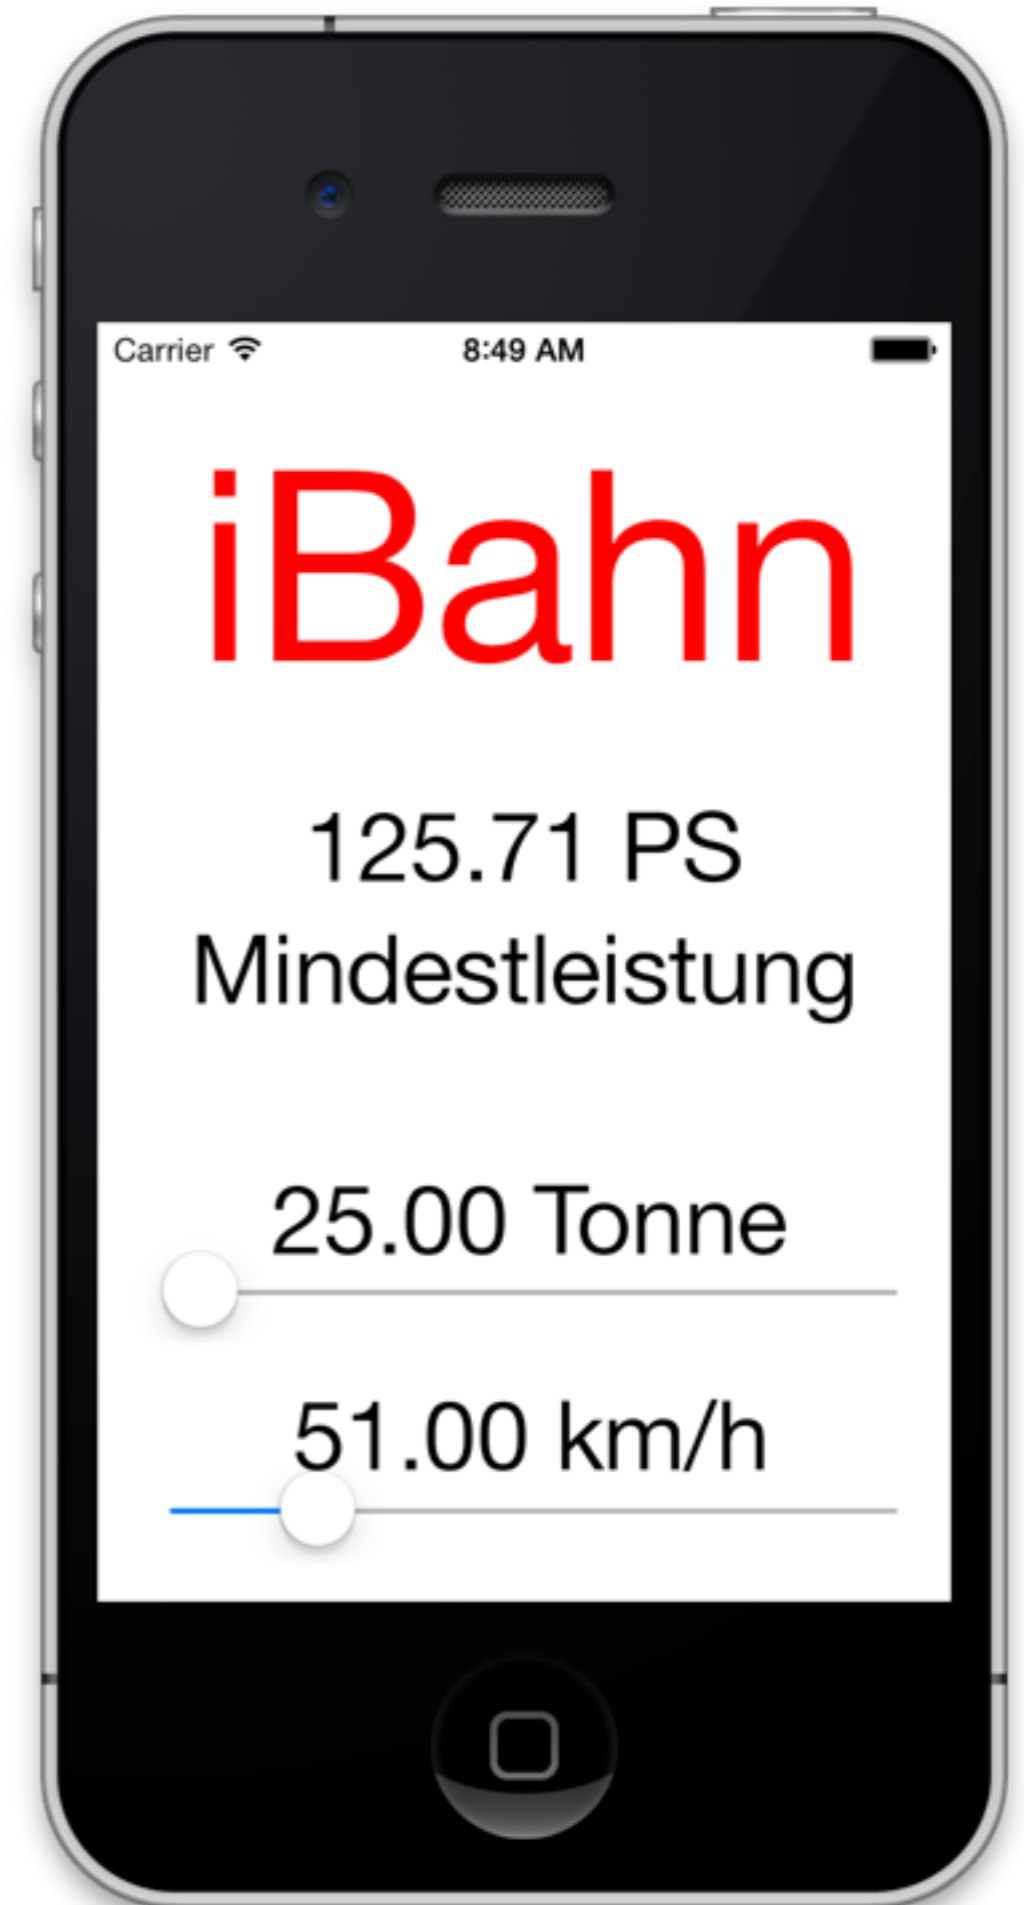 Carrier
8:49 AM
iBahn
125.71 PS
Mindestleistung
25.00 Tonne
51.00 km/h